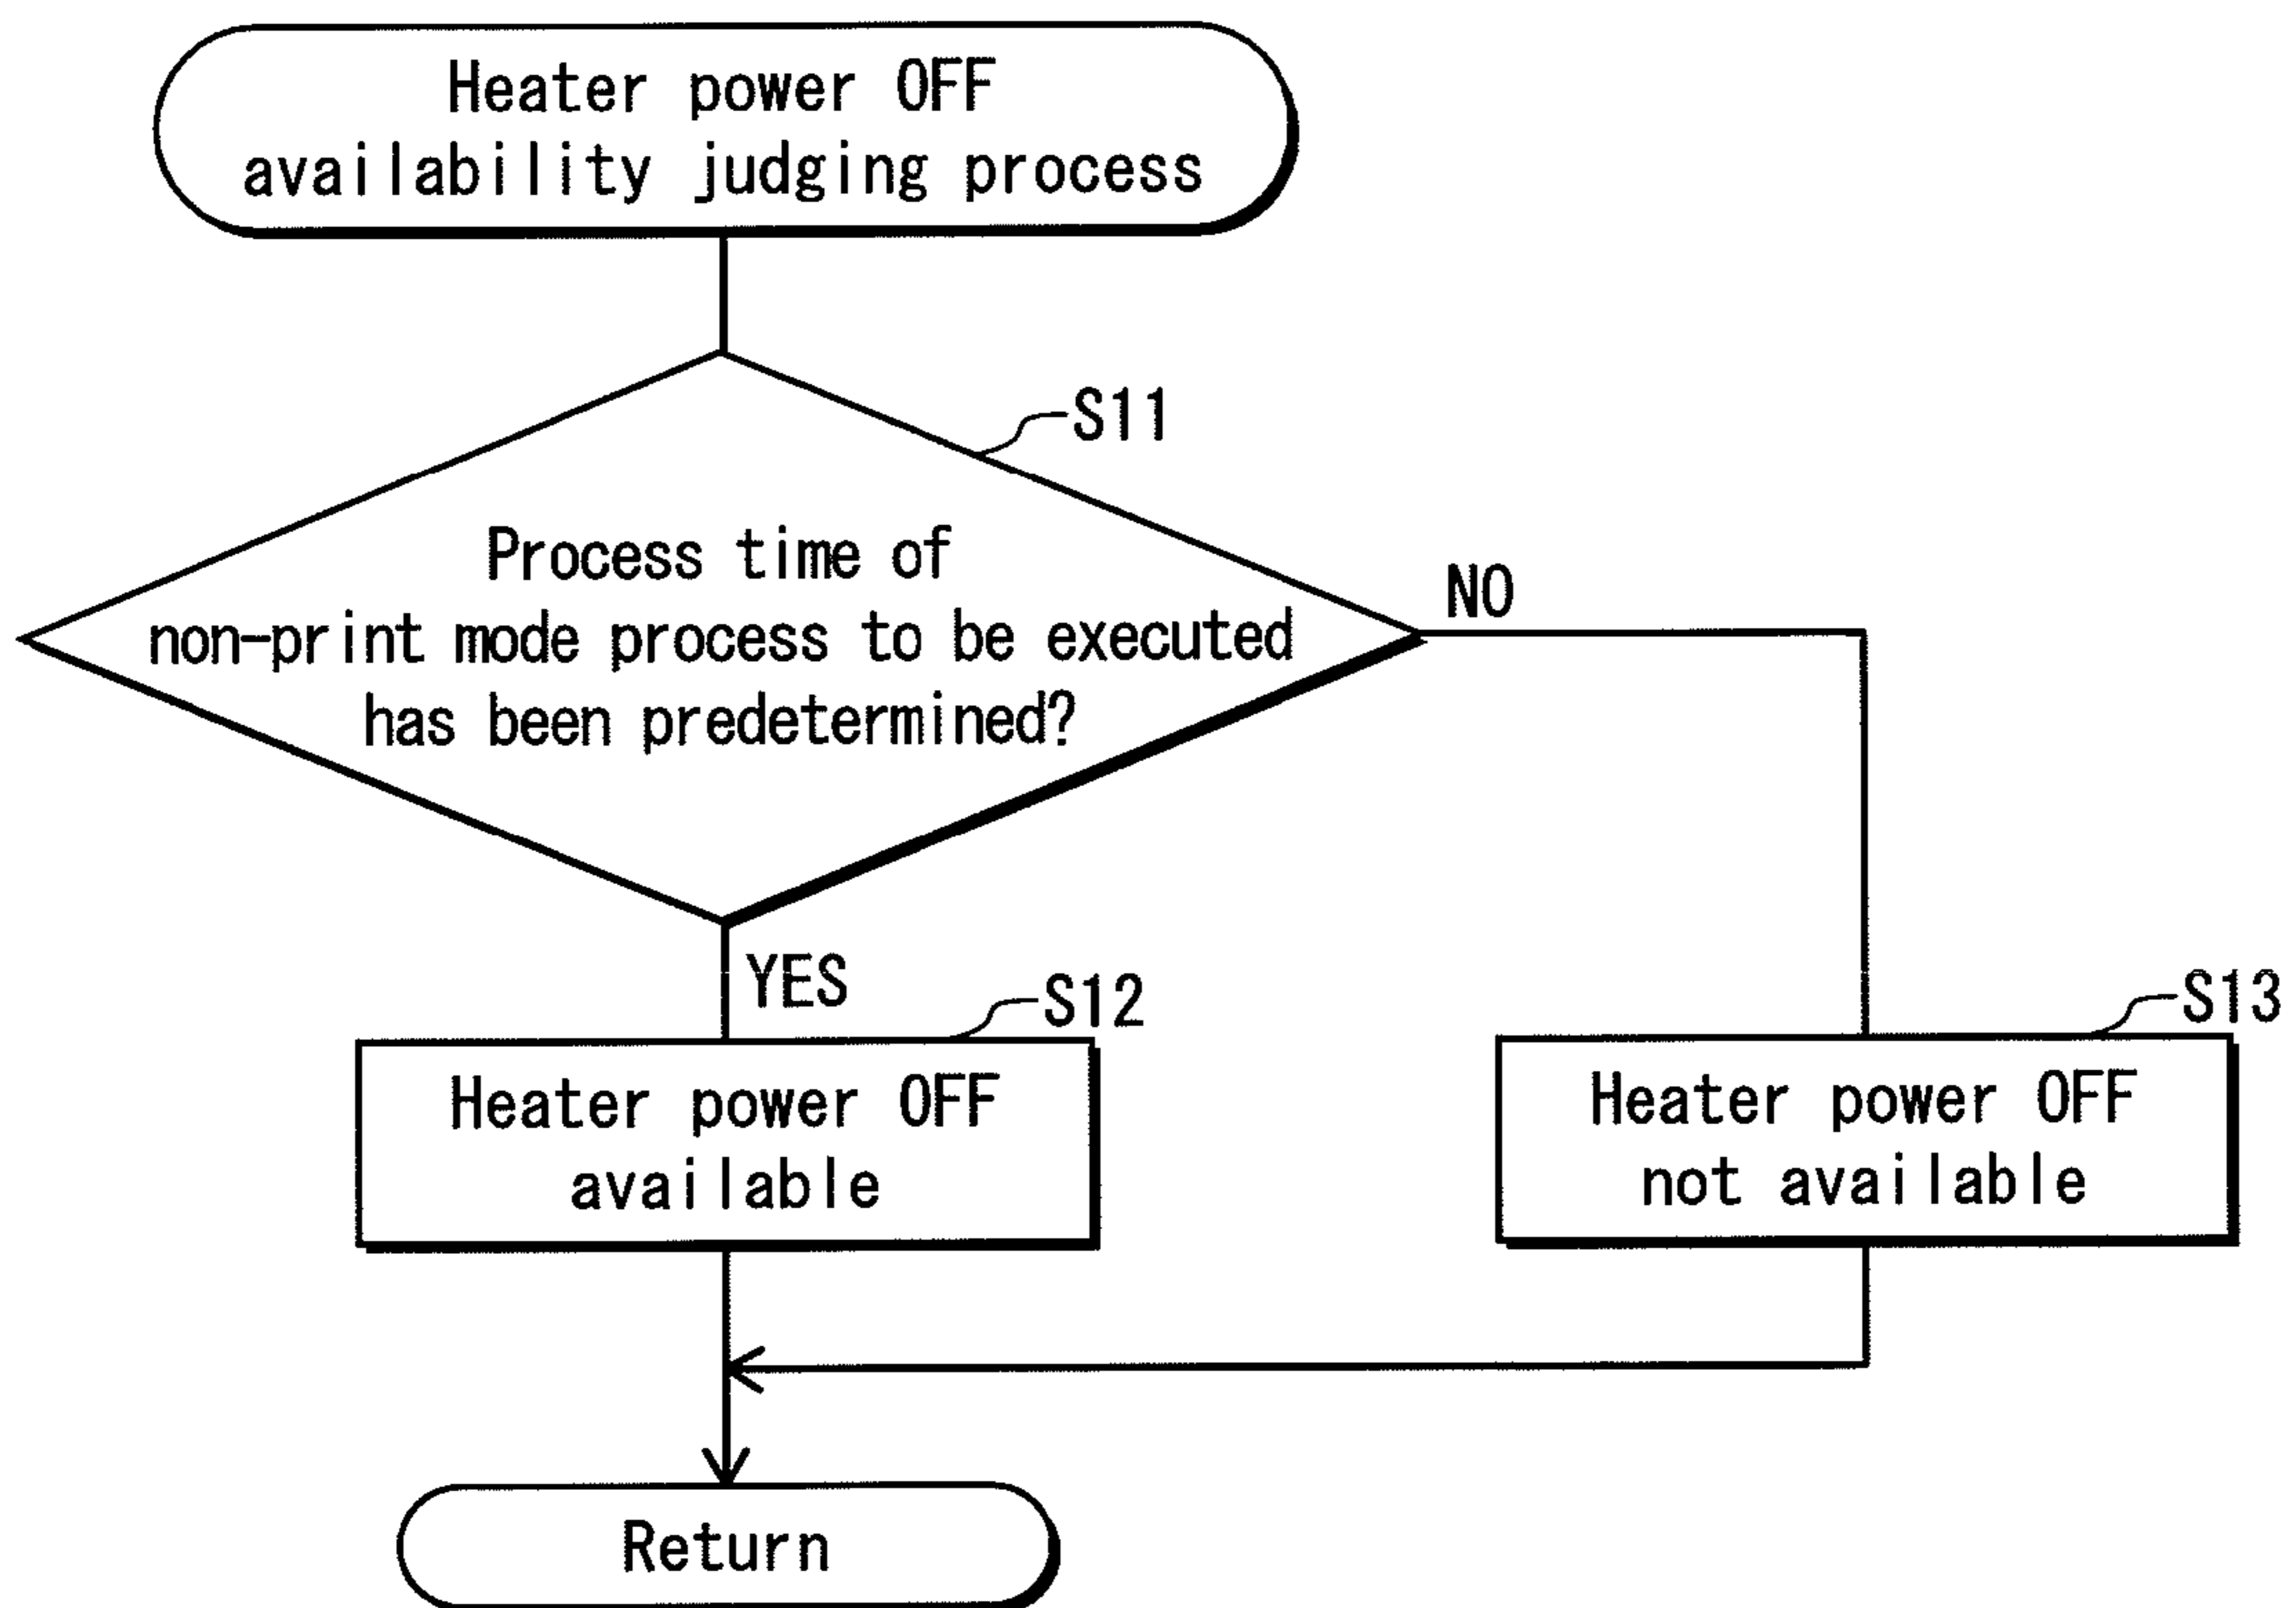 Heater power OFF
availability judging process
S11
Process time of
non-print mode process to be executed
has been predetermined?
NO
YES
S12
Heater power OFF
available
S13
Heater power OFF
not available
Return